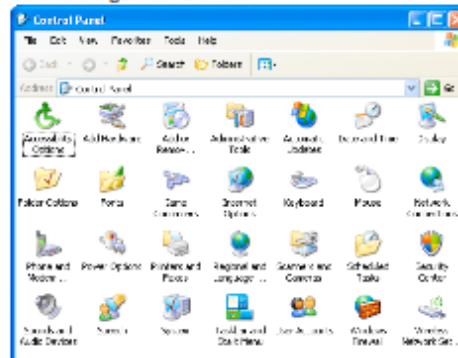 Control Panel
File Edit View Favorites Tools Help
Back Search Folders
Address Control Panel Go
Accessibility Options
Add Hardware
Add or Remov...
Administrative Tools
Automatic Updates
Date and Time
Display
Folder Options
Fonts
Game Controllers
Internet Options
Keyboard
Mouse
Network Connections
Phone and Modem ...
Power Options
Printers and Faxes
Regional and Language ...
Scanners and Cameras
Scheduled Tasks
Security Center
Sounds and Audio Devices
Speech
System
Taskbar and Start Menu
User Accounts
Windows Firewall
Wireless Network Set...